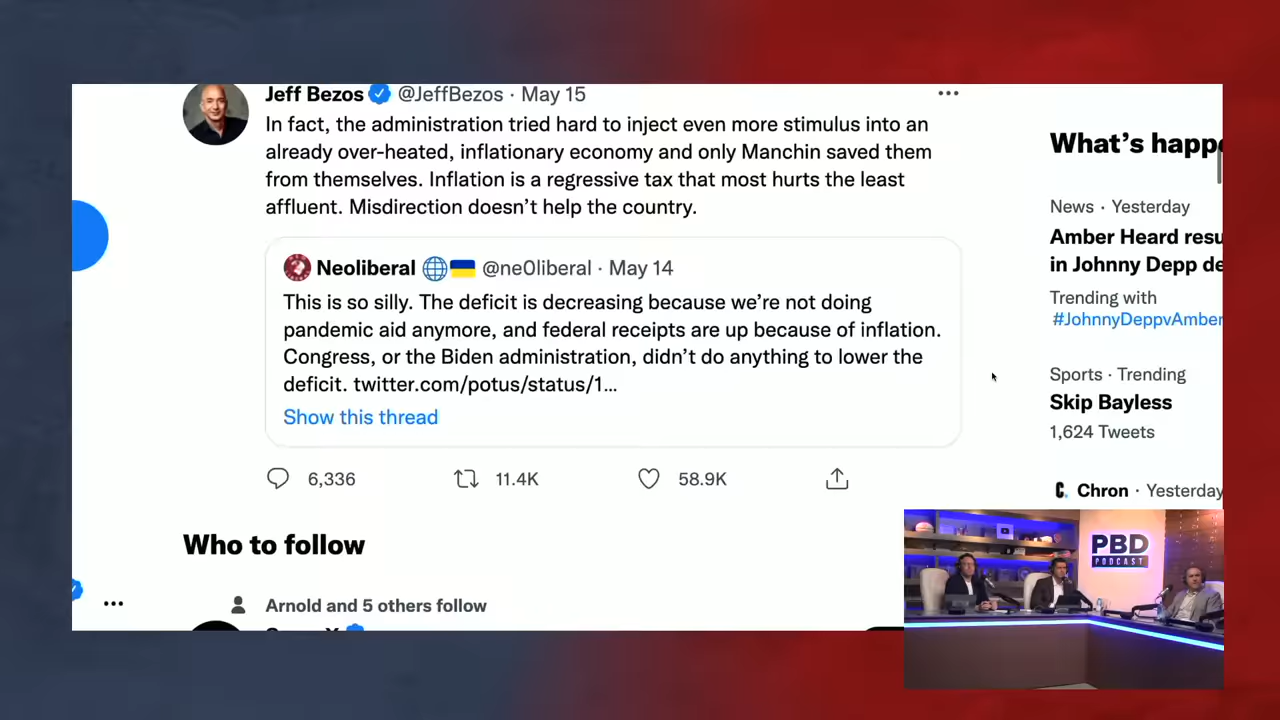 Jeff Bezos @JeffBezos · May 15
In fact, the administration tried hard to inject even more stimulus into an
already over-heated, inflationary economy and only Manchin saved them
from themselves. Inflation is a regressive tax that most hurts the least
affluent. Misdirection doesn’t help the country.
Neoliberal @ne0liberal · May 14
This is so silly. The deficit is decreasing because we’re not doing
pandemic aid anymore, and federal receipts are up because of inflation.
Congress, or the Biden administration, didn’t do anything to lower the
deficit. twitter.com/potus/status/1…
Show this thread
6,336
11.4K
58.9K
Who to follow
Arnold and 5 others follow
What’s happe
News · Yesterday
Amber Heard resu
in Johnny Depp de
Trending with
#JohnnyDeppvAmber
Sports · Trending
Skip Bayless
1,624 Tweets
C. Chron · Yesterday
PBD
PODCAST